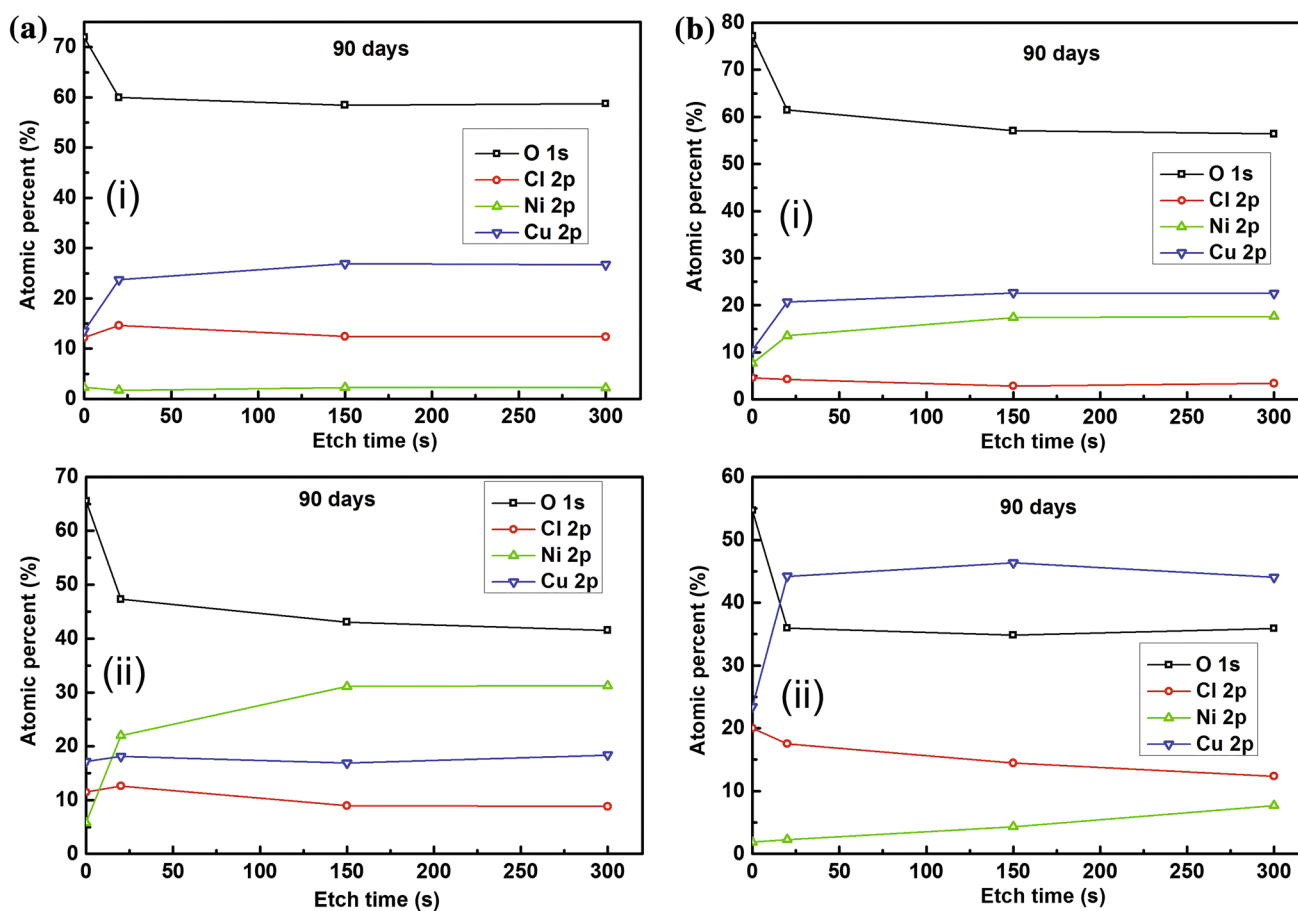 (a)
90 days
Atomic percent (%)
70
60
50
40
30
20
10
0
(i)
O 1s
Cl 2p
Ni 2p
Cu 2p
0 50 100 150 200 250 300
Etch time (s)
(b)
90 days
Atomic percent (%)
80
70
60
50
40
30
20
10
0
(i)
O 1s
Cl 2p
Ni 2p
Cu 2p
0 50 100 150 200 250 300
Etch time (s)
90 days
Atomic percent (%)
70
60
50
40
30
20
10
0
(ii)
O 1s
Cl 2p
Ni 2p
Cu 2p
0 50 100 150 200 250 300
Etch time (s)
90 days
Atomic percent (%)
60
50
40
30
20
10
0
(ii)
O 1s
Cl 2p
Ni 2p
Cu 2p
0 50 100 150 200 250 300
Etch time (s)